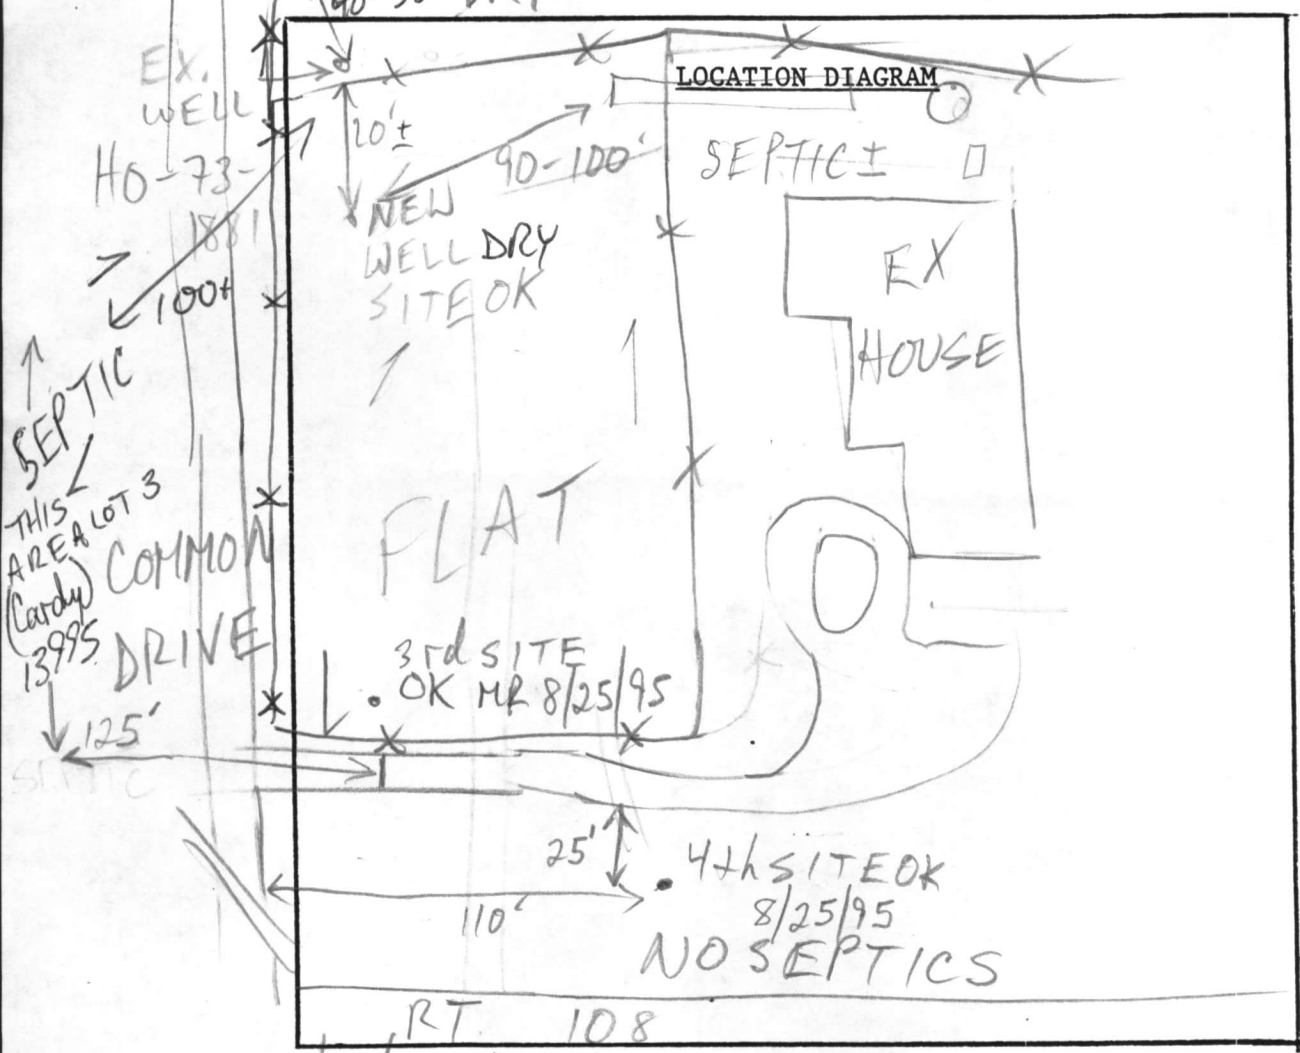 LOCATION DIAGRAM
EX.
WELL
HO-73-
1881
20'±
90-100'
SEPTIC ±
NEW
WELL DRY
SITE OK
100+
EX
HOUSE
SEPTIC
THIS
AREA LOT 3
(Cardy)
13995
FLAT
COMMON
DRIVE
3rd SITE
OK MR 8/25/95
125'
SEPTIC
25'
4th SITE OK
8/25/95
110'
NO SEPTICS
RT 108